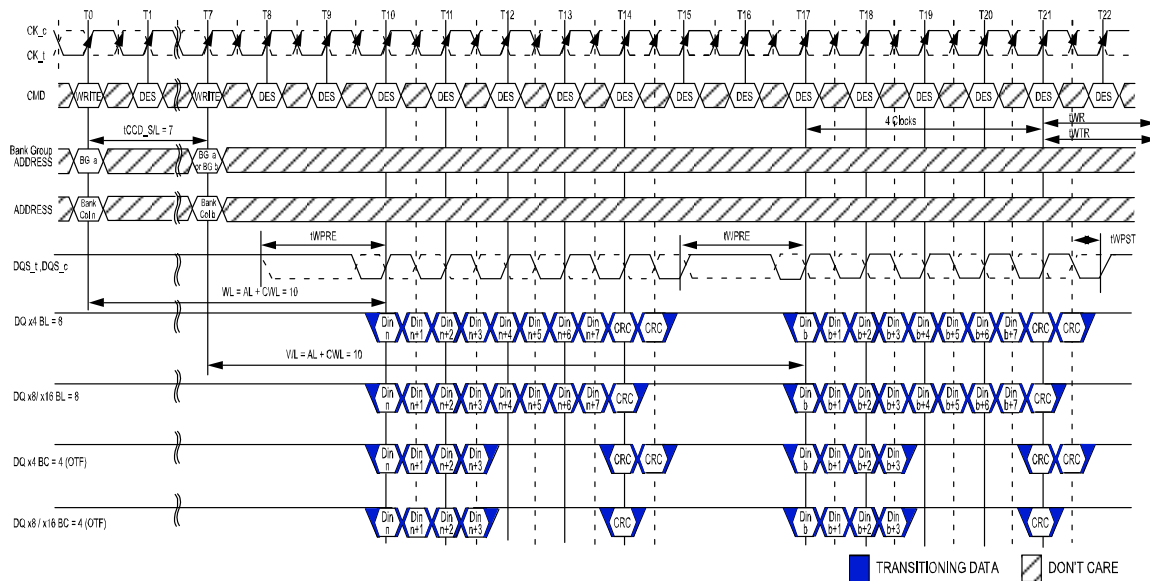 T0 T1 T7 T8 T9 T10 T11 T12 T13 T14 T15 T16 T17 T18 T19 T20 T21 T22
CK_c
CK_t
CMD WRITE DES WRITE DES DES DES DES DES DES DES DES DES DES DES DES DES DES DES
tCCD_S/L = 7
4 Clocks
tWR
tWTR
Bank Group
ADDRESS
BG a
BG a
or BG b
ADDRESS
Bank
Col n
Bank
Col b
tWPRE
tWPRE
tWPST
DQS_t ,DQS_c
WL = AL + CWL = 10
DQ x4 BL = 8
Din n Din n+1 Din n+2 Din n+3 Din n+4 Din n+5 Din n+6 Din n+7 CRC CRC Din b Din b+1 Din b+2 Din b+3 Din b+4 Din b+5 Din b+6 Din b+7 CRC CRC
WL = AL + CWL = 10
DQ x8/ x16 BL = 8
Din n Din n+1 Din n+2 Din n+3 Din n+4 Din n+5 Din n+6 Din n+7 CRC Din b Din b+1 Din b+2 Din b+3 Din b+4 Din b+5 Din b+6 Din b+7 CRC
DQ x4 BC = 4 (OTF)
Din n Din n+1 Din n+2 Din n+3 CRC CRC Din b Din b+1 Din b+2 Din b+3 CRC CRC
DQ x8 / x16 BC = 4 (OTF)
Din n Din n+1 Din n+2 Din n+3 CRC Din b Din b+1 Din b+2 Din b+3 CRC
TRANSITIONING DATA
DON'T CARE